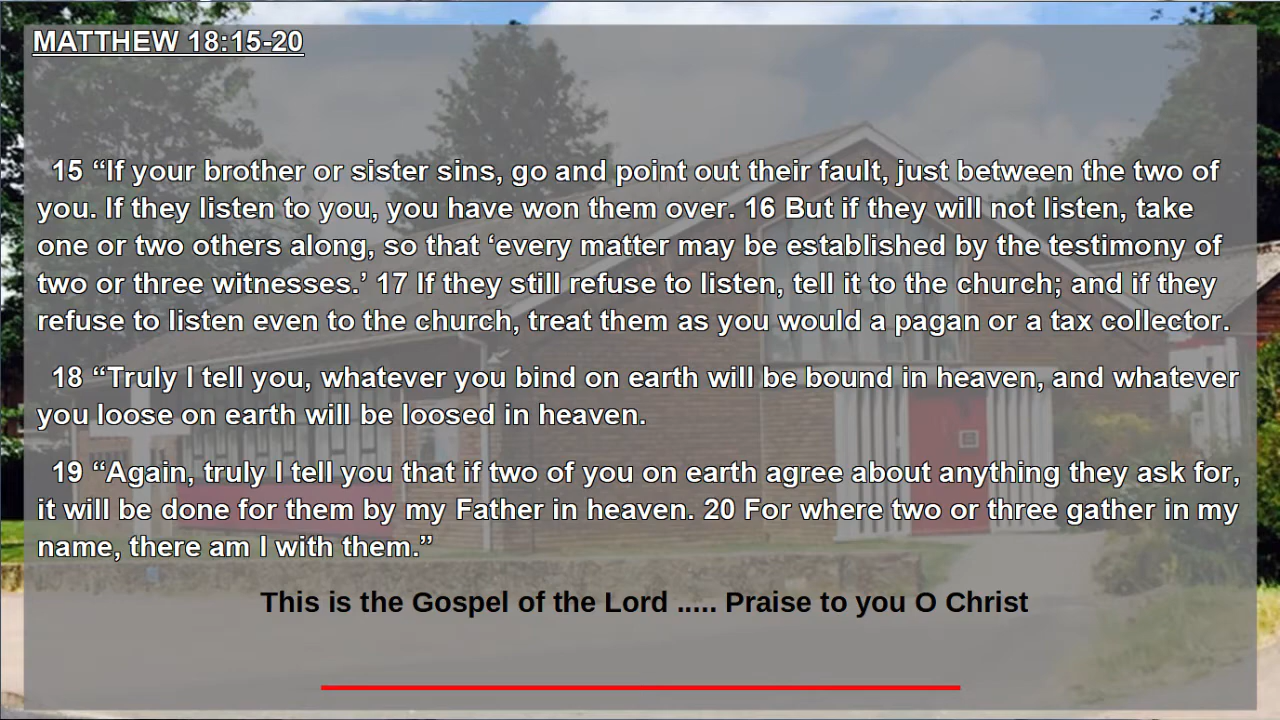 MATTHEW 18:15-20
15 “If your brother or sister sins, go and point out their fault, just between the two of
you. If they listen to you, you have won them over. 16 But if they will not listen, take
one or two others along, so that ‘every matter may be established by the testimony of
two or three witnesses.’ 17 If they still refuse to listen, tell it to the church; and if they
refuse to listen even to the church, treat them as you would a pagan or a tax collector.
18 “Truly I tell you, whatever you bind on earth will be bound in heaven, and whatever
you loose on earth will be loosed in heaven.
19 “Again, truly I tell you that if two of you on earth agree about anything they ask for,
it will be done for them by my Father in heaven. 20 For where two or three gather in my
name, there am I with them.”
This is the Gospel of the Lord ..... Praise to you O Christ